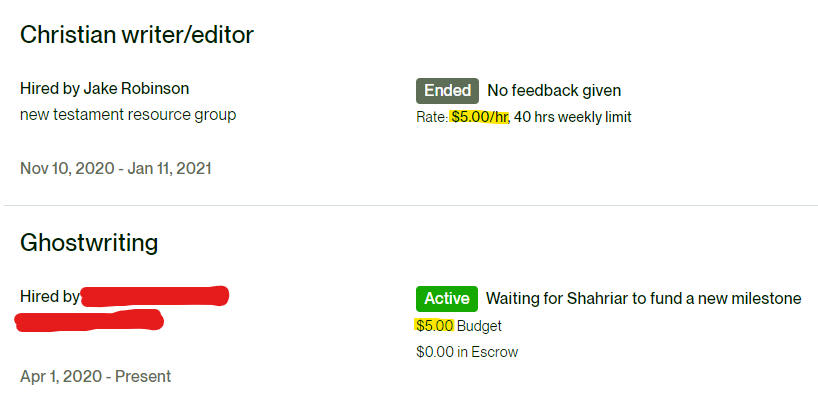 Christian writer/editor
Hired by Jake Robinson
new testament resource group
Nov 10, 2020 - Jan 11, 2021
Ended No feedback given
Rate: $5.00/hr, 40 hrs weekly limit
Ghostwriting
Hired by
Apr 1, 2020 - Present
Active Waiting for Shahriar to fund a new milestone
$5.00 Budget
$0.00 in Escrow